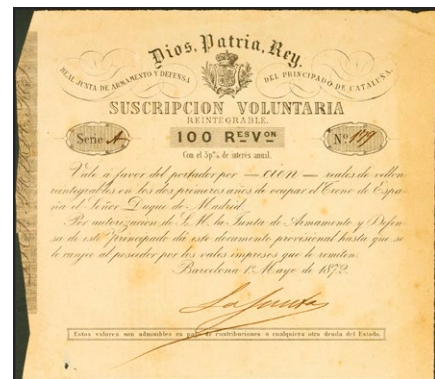 Dios, Patria, Rey.
REAL JUNTA DE ARMAMENTO Y DEFENSA DEL PRINCIPADO DE CATALUÑA.
SUSCRIPCION VOLUNTARIA
REINTEGRABLE.
Serie A 100 RES VON Nº 179
Con el 5 p% de interes anual.
Vale a favor del portador por — cien — reales de vellon
reintegrables en los dos primeros años de ocupar el Trono de Espa-
ña el Señor Duque de Madrid.
Por autorizacion de S. M. la Junta de Armamento y Defen-
sa de este Principado dá este documento provisional hasta que se
le canjee al poseedor por los vales impresos que le remiten.
Barcelona 1º Mayo de 1872.
La Junta
Estos valores son admisibles en pago de contribuciones ó cualquiera otra deuda del Estado.